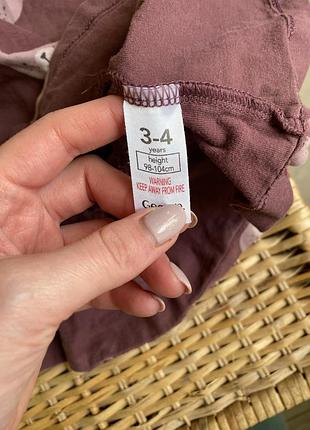 3-4
years
height
98-104cm
WARNING
KEEP AWAY FROM FIRE